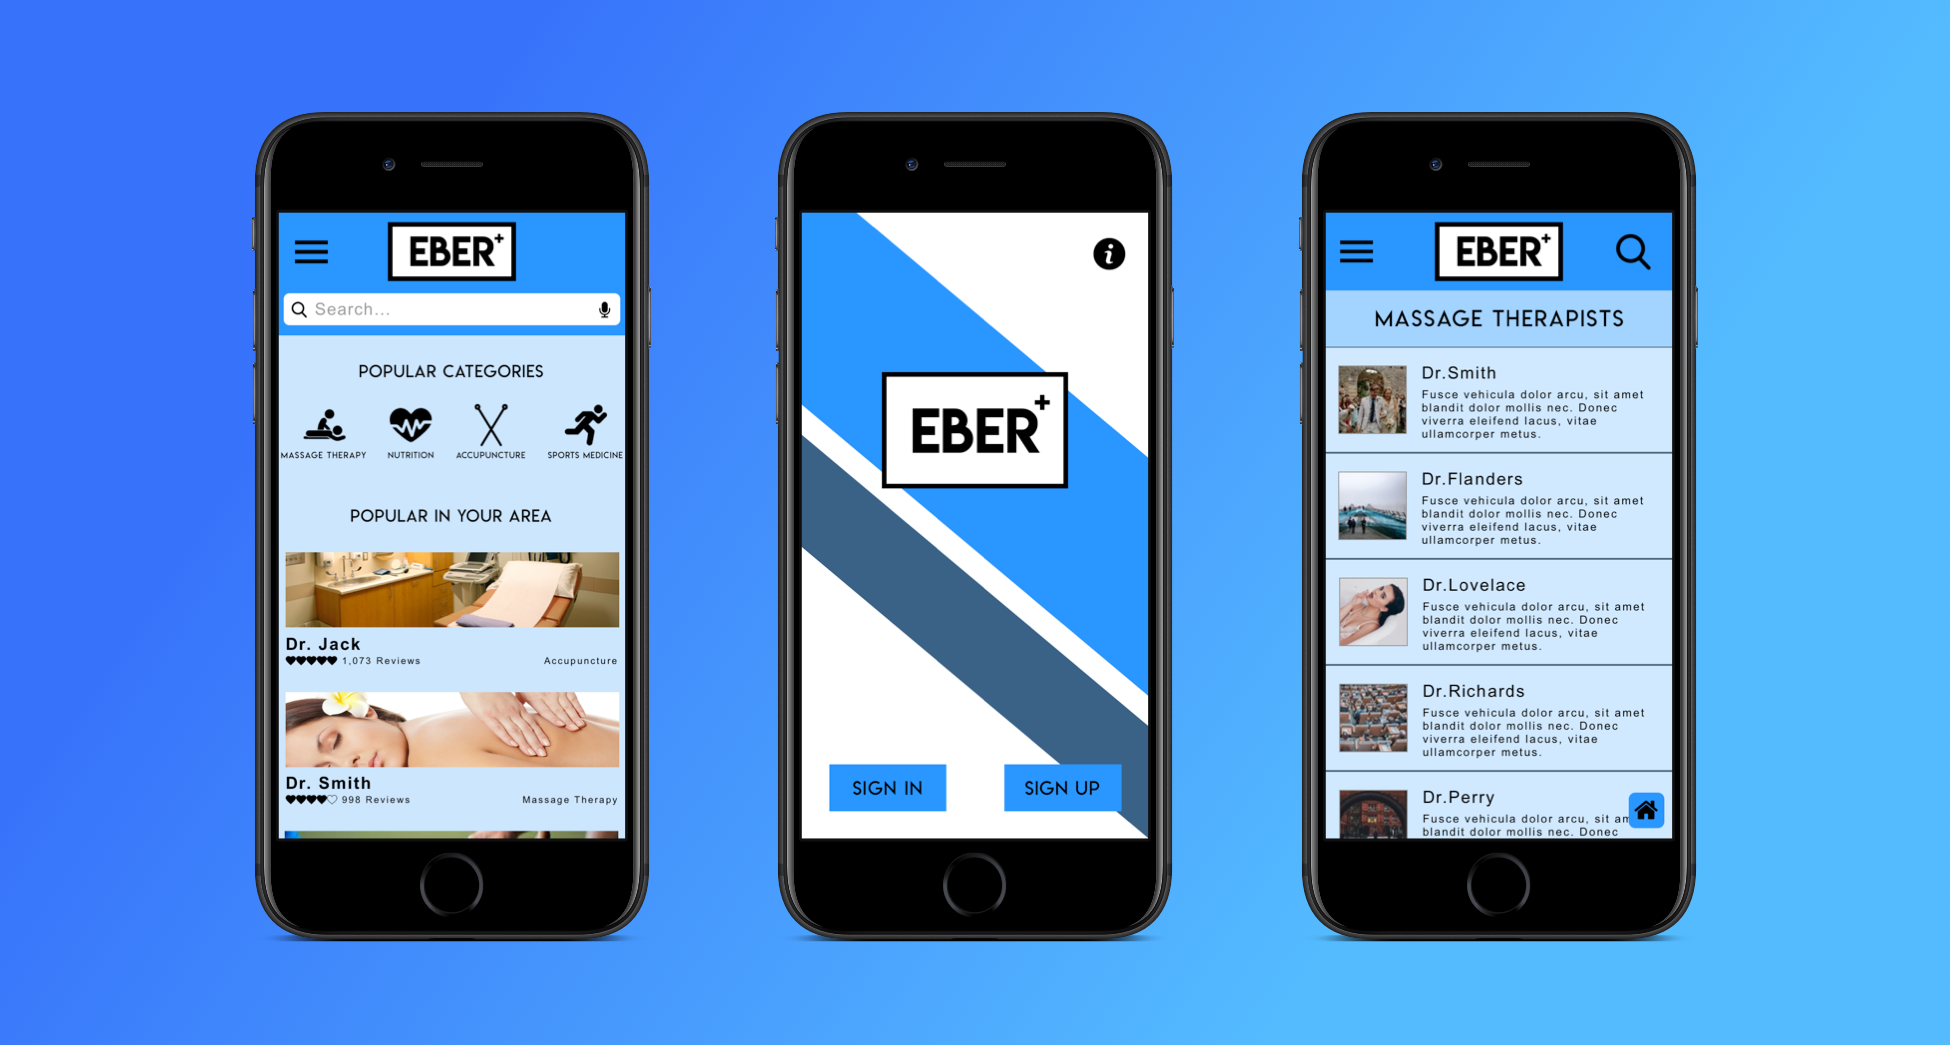 EBER+
Search...
POPULAR CATEGORIES
MASSAGE THERAPY
NUTRITION
ACCUPUNCTURE
SPORTS MEDICINE
POPULAR IN YOUR AREA
Dr. Jack
1,073 Reviews
Accupuncture
Dr. Smith
998 Reviews
Massage Therapy
EBER+
SIGN IN
SIGN UP
EBER+
MASSAGE THERAPISTS
Dr.Smith
Fusce vehicula dolor arcu, sit amet
blandit dolor mollis nec. Donec
viverra eleifend lacus, vitae
ullamcorper metus.
Dr.Flanders
Fusce vehicula dolor arcu, sit amet
blandit dolor mollis nec. Donec
viverra eleifend lacus, vitae
ullamcorper metus.
Dr.Lovelace
Fusce vehicula dolor arcu, sit amet
blandit dolor mollis nec. Donec
viverra eleifend lacus, vitae
ullamcorper metus.
Dr.Richards
Fusce vehicula dolor arcu, sit amet
blandit dolor mollis nec. Donec
viverra eleifend lacus, vitae
ullamcorper metus.
Dr.Perry
Fusce vehicula dolor arcu, sit am
blandit dolor mollis nec. Donec